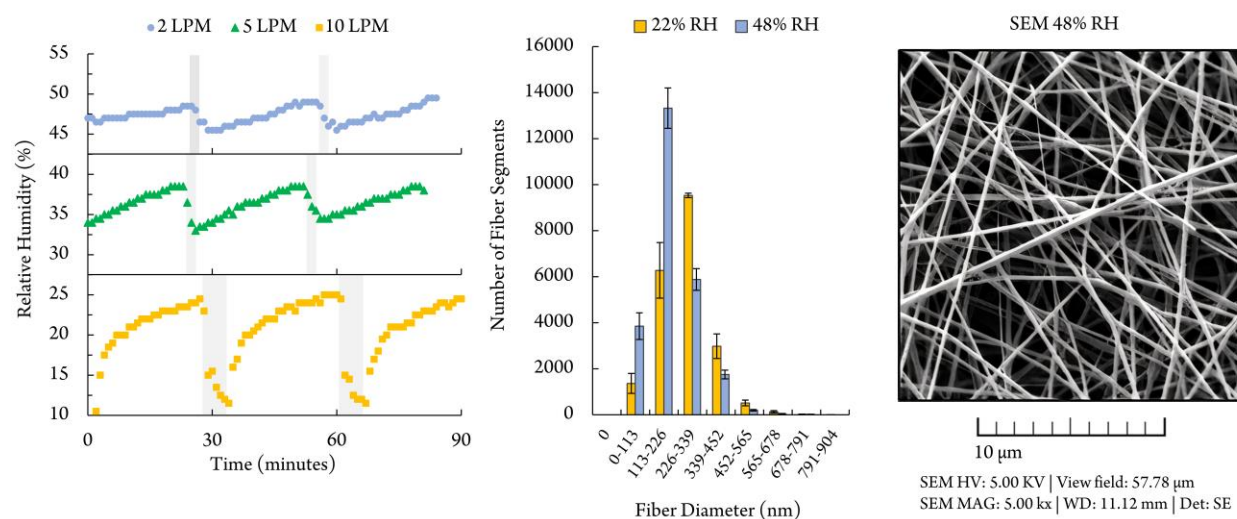 2 LPM 5 LPM 10 LPM
Relative Humidity (%)
55
50
45
40
35
30
25
20
15
10
0 30 60 90
Time (minutes)
22% RH 48% RH
Number of Fiber Segments
16000
14000
12000
10000
8000
6000
4000
2000
0
0
0-113
113-226
226-339
339-452
452-565
565-678
678-791
791-904
Fiber Diameter (nm)
SEM 48% RH
10 μm
SEM HV: 5.00 KV | View field: 57.78 μm
SEM MAG: 5.00 kx | WD: 11.12 mm | Det: SE